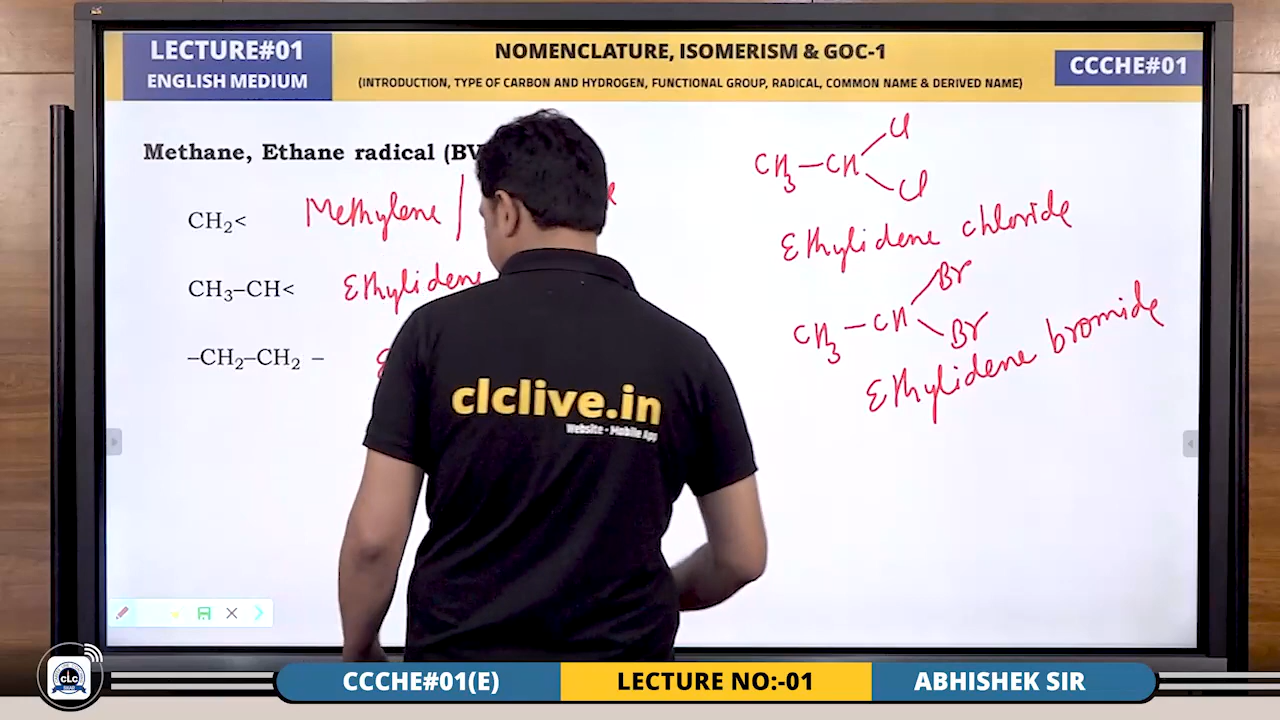 LECTURE#01
ENGLISH MEDIUM
NOMENCLATURE, ISOMERISM & GOC-1
(INTRODUCTION, TYPE OF CARBON AND HYDROGEN, FUNCTIONAL GROUP, RADICAL, COMMON NAME & DERIVED NAME)
CCCHE#01
Methane, Ethane radical (BV
CH₂< Methylene /
CH₃–CH< Ethylidene
–CH₂–CH₂ –
CH₃–CH
Cl
Cl
Ethylidene chloride
CH₃–CH
Br
Br
Ethylidene bromide
clclive.in
Website • Mobile App
CLC
CCCHE#01(E)
LECTURE NO:-01
ABHISHEK SIR